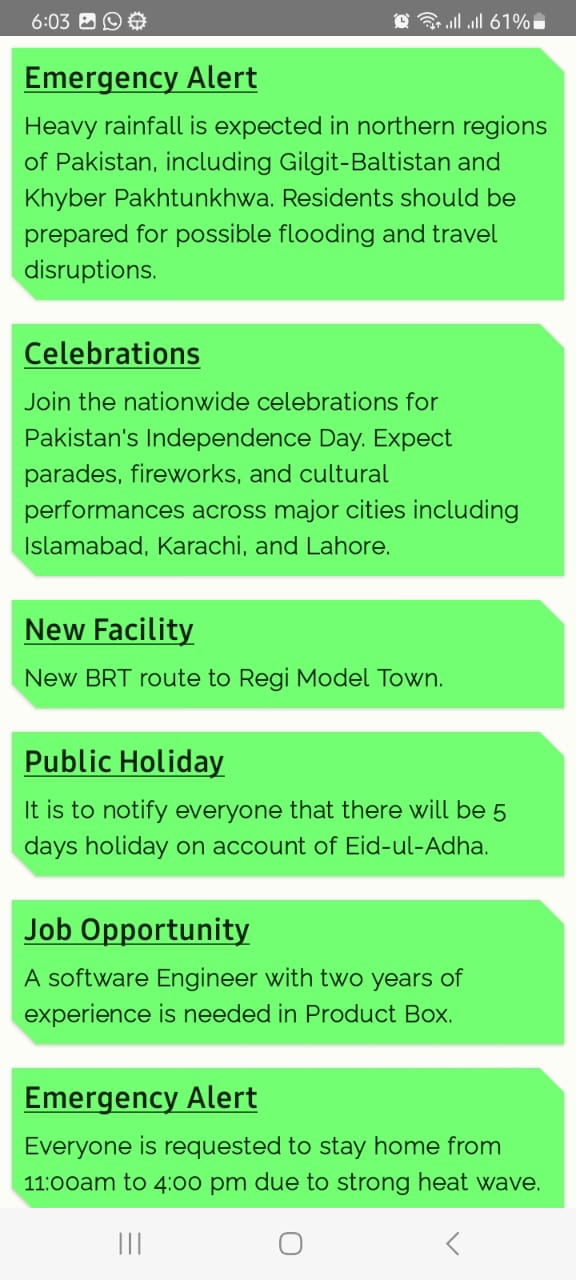 6:03
61%
Emergency Alert
Heavy rainfall is expected in northern regions
of Pakistan, including Gilgit-Baltistan and
Khyber Pakhtunkhwa. Residents should be
prepared for possible flooding and travel
disruptions.
Celebrations
Join the nationwide celebrations for
Pakistan's Independence Day. Expect
parades, fireworks, and cultural
performances across major cities including
Islamabad, Karachi, and Lahore.
New Facility
New BRT route to Regi Model Town.
Public Holiday
It is to notify everyone that there will be 5
days holiday on account of Eid-ul-Adha.
Job Opportunity
A software Engineer with two years of
experience is needed in Product Box.
Emergency Alert
Everyone is requested to stay home from
11:00am to 4:00 pm due to strong heat wave.